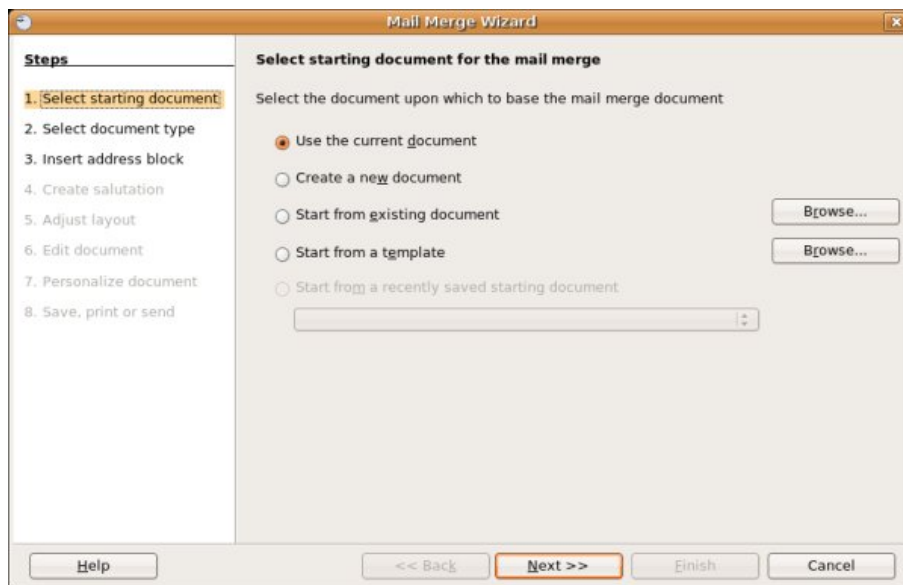 Mail Merge Wizard
Steps
1. Select starting document
2. Select document type
3. Insert address block
4. Create salutation
5. Adjust layout
6. Edit document
7. Personalize document
8. Save, print or send
Select starting document for the mail merge
Select the document upon which to base the mail merge document
Use the current document
Create a new document
Start from existing document
Browse...
Start from a template
Browse...
Start from a recently saved starting document
Help
<< Back
Next >>
Finish
Cancel